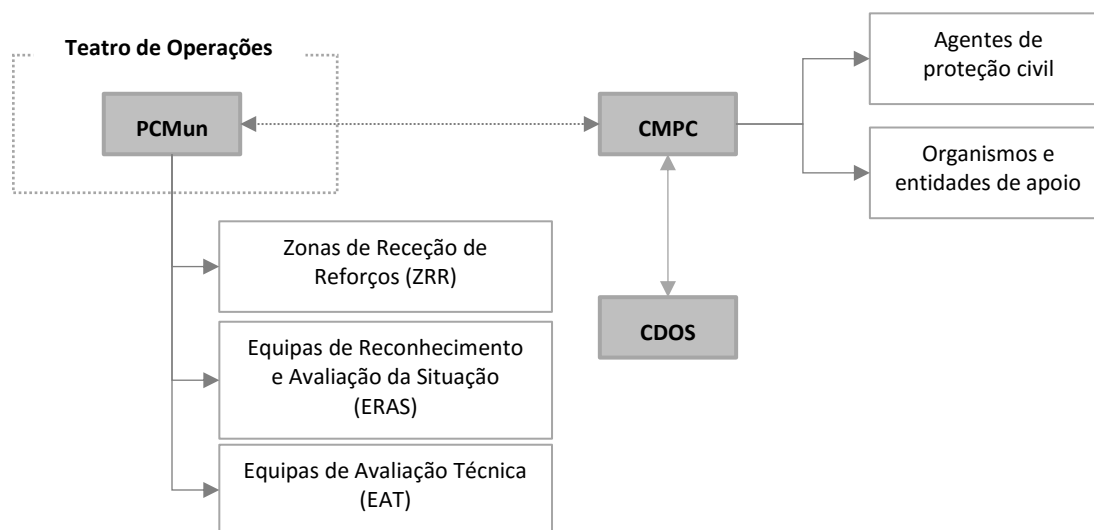 Teatro de Operações
PCMun
CMPC
Agentes de
proteção civil
Organismos e
entidades de apoio
Zonas de Receção de
Reforços (ZRR)
CDOS
Equipas de Reconhecimento
e Avaliação da Situação
(ERAS)
Equipas de Avaliação Técnica
(EAT)